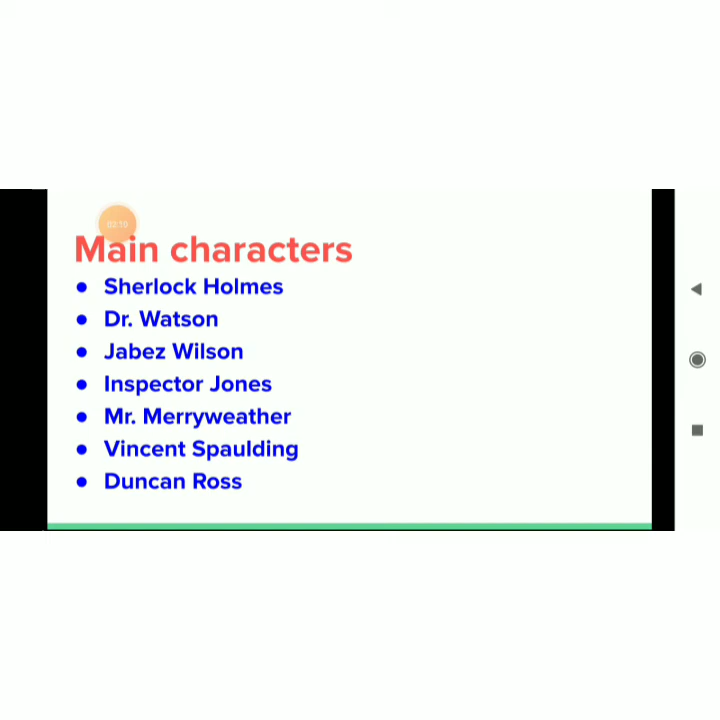 Main characters
• Sherlock Holmes
• Dr. Watson
• Jabez Wilson
• Inspector Jones
• Mr. Merryweather
• Vincent Spaulding
• Duncan Ross